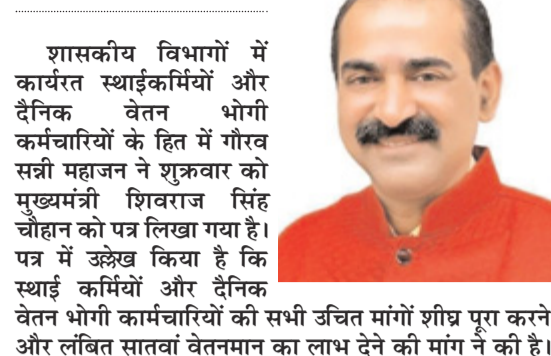 शासकीय विभागों में
कार्यरत स्थाईकर्मियों और
दैनिक वेतन भोगी
कर्मचारियों के हित में गौरव
सन्नी महाजन ने शुक्रवार को
मुख्यमंत्री शिवराज सिंह
चौहान को पत्र लिखा गया है।
पत्र में उल्लेख किया है कि
स्थाई कर्मियों और दैनिक
वेतन भोगी कार्मचारियों की सभी उचित मांगों शीघ्र पूरा करने
और लंबित सातवां वेतनमान का लाभ देने की मांग ने की है।